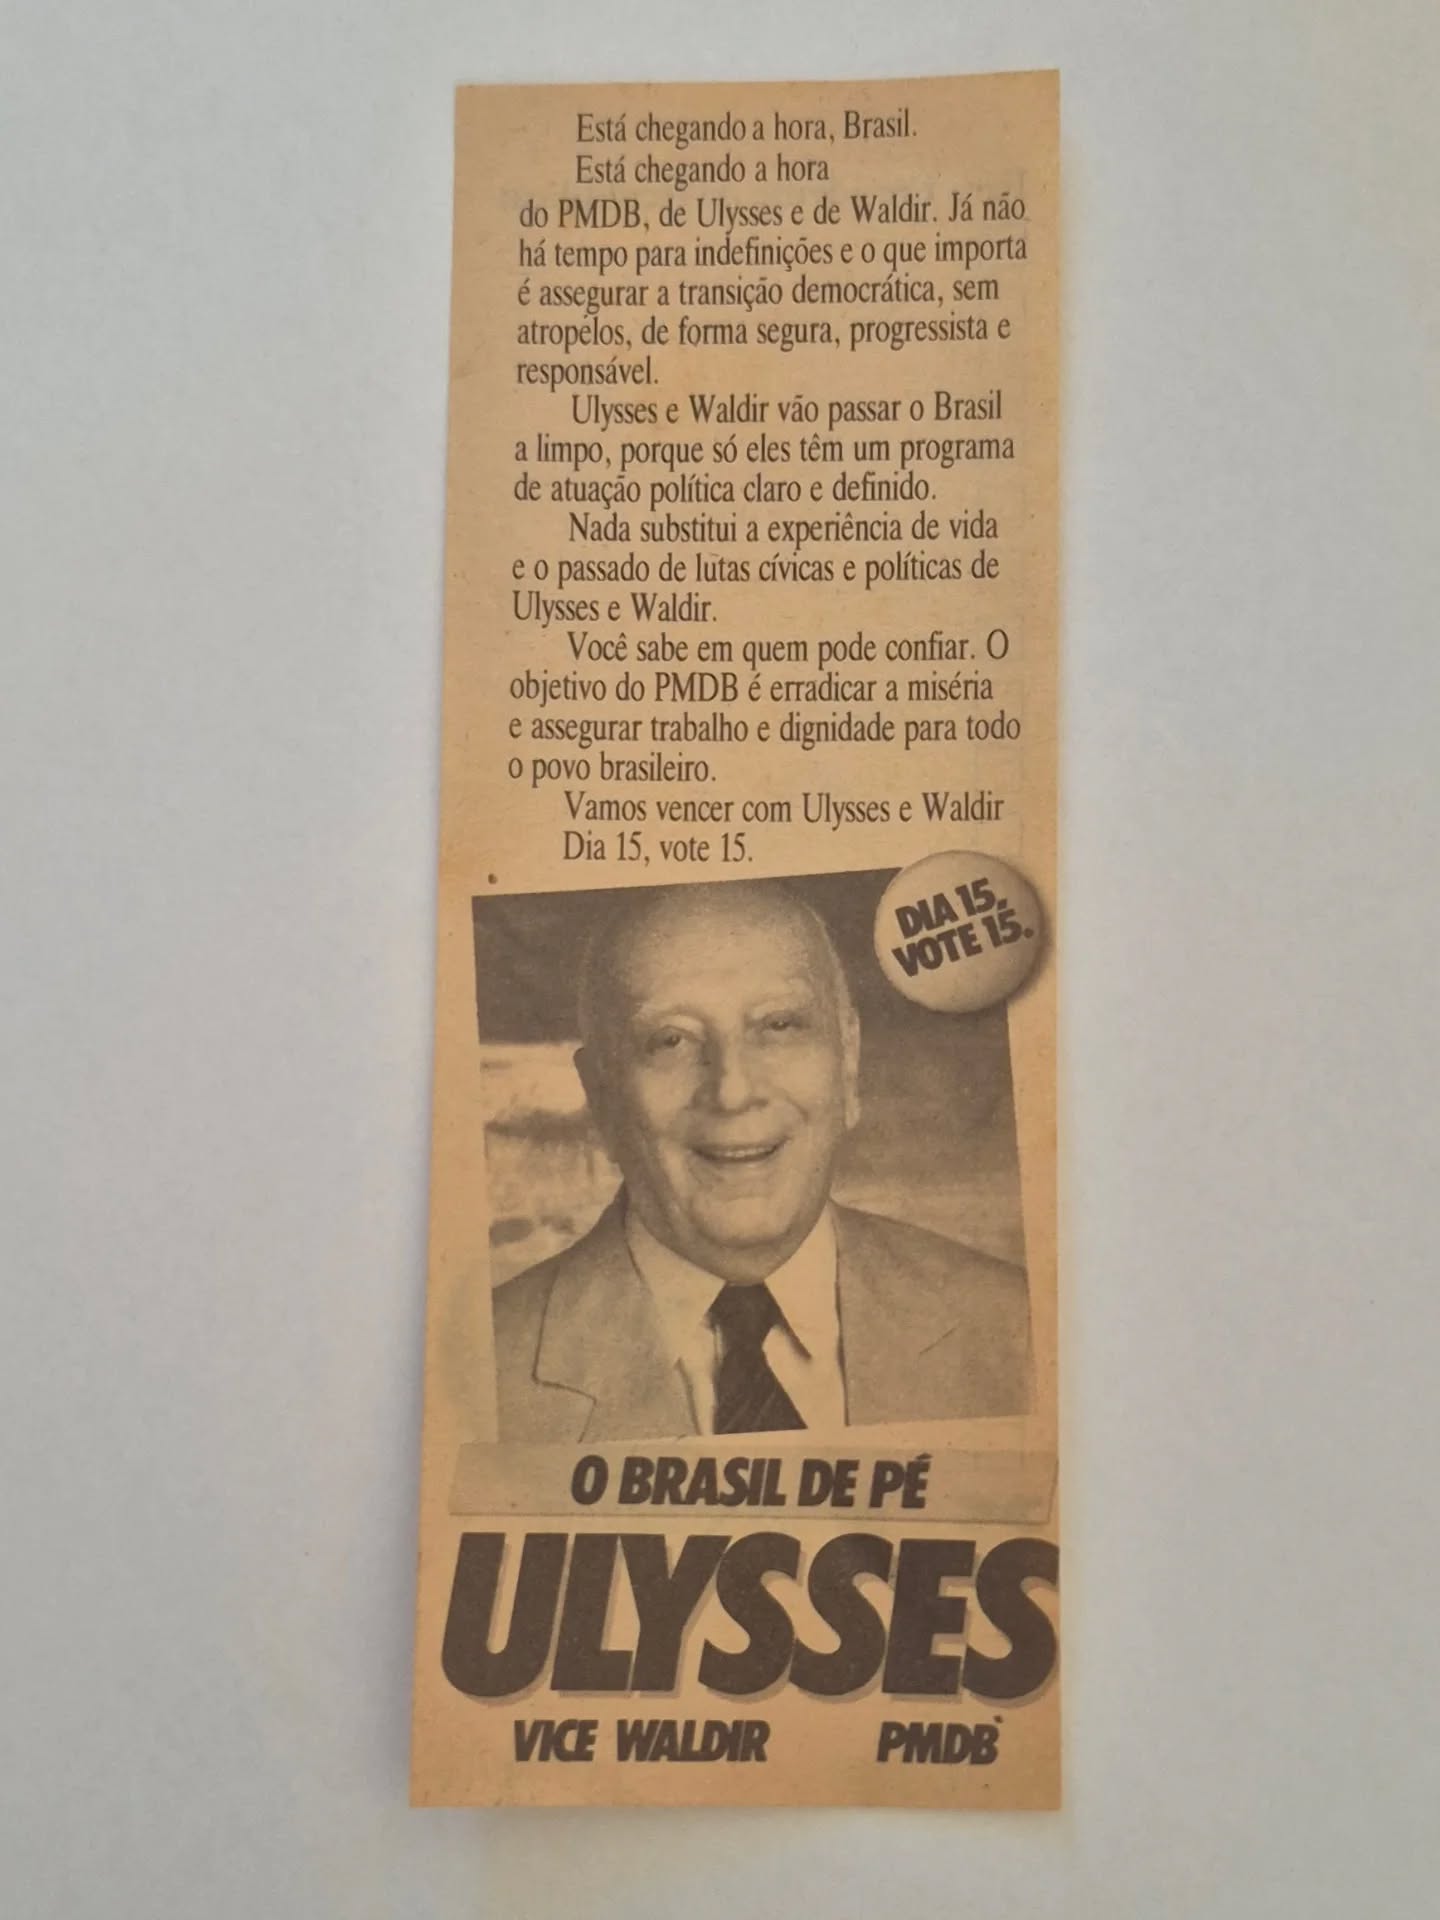 Está chegando a hora, Brasil.
Está chegando a hora
do PMDB, de Ulysses e de Waldir. Já não
há tempo para indefinições e o que importa
é assegurar a transição democrática, sem
atropélos, de forma segura, progressista e
responsável.
Ulysses e Waldir vão passar o Brasil
a limpo, porque só eles têm um programa
de atuação política claro e definido.
Nada substitui a experiência de vida
e o passado de lutas cívicas e políticas de
Ulysses e Waldir.
Você sabe em quem pode confiar. O
objetivo do PMDB é erradicar a miséria
e assegurar trabalho e dignidade para todo
o povo brasileiro.
Vamos vencer com Ulysses e Waldir
Dia 15, vote 15.
DIA 15,
VOTE 15.
O BRASIL DE PÉ
ULYSSES
VICE WALDIR PMDB